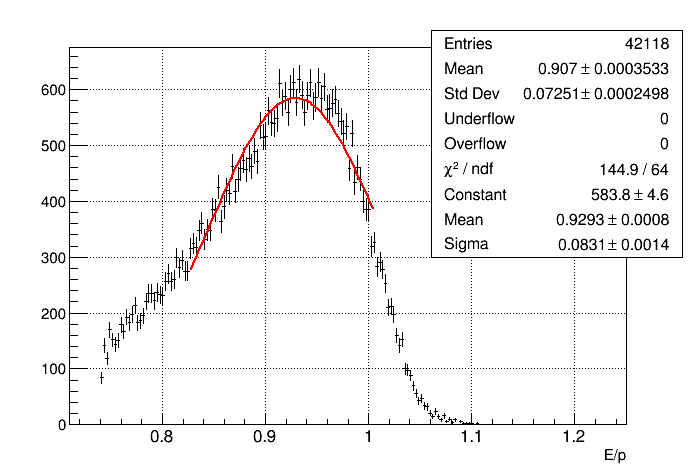 Entries 42118
Mean 0.907 ± 0.0003533
Std Dev 0.07251 ± 0.0002498
Underflow 0
Overflow 0
χ² / ndf 144.9 / 64
Constant 583.8 ± 4.6
Mean 0.9293 ± 0.0008
Sigma 0.0831 ± 0.0014
600
500
400
300
200
100
0
0.8 0.9 1 1.1 1.2
E/p